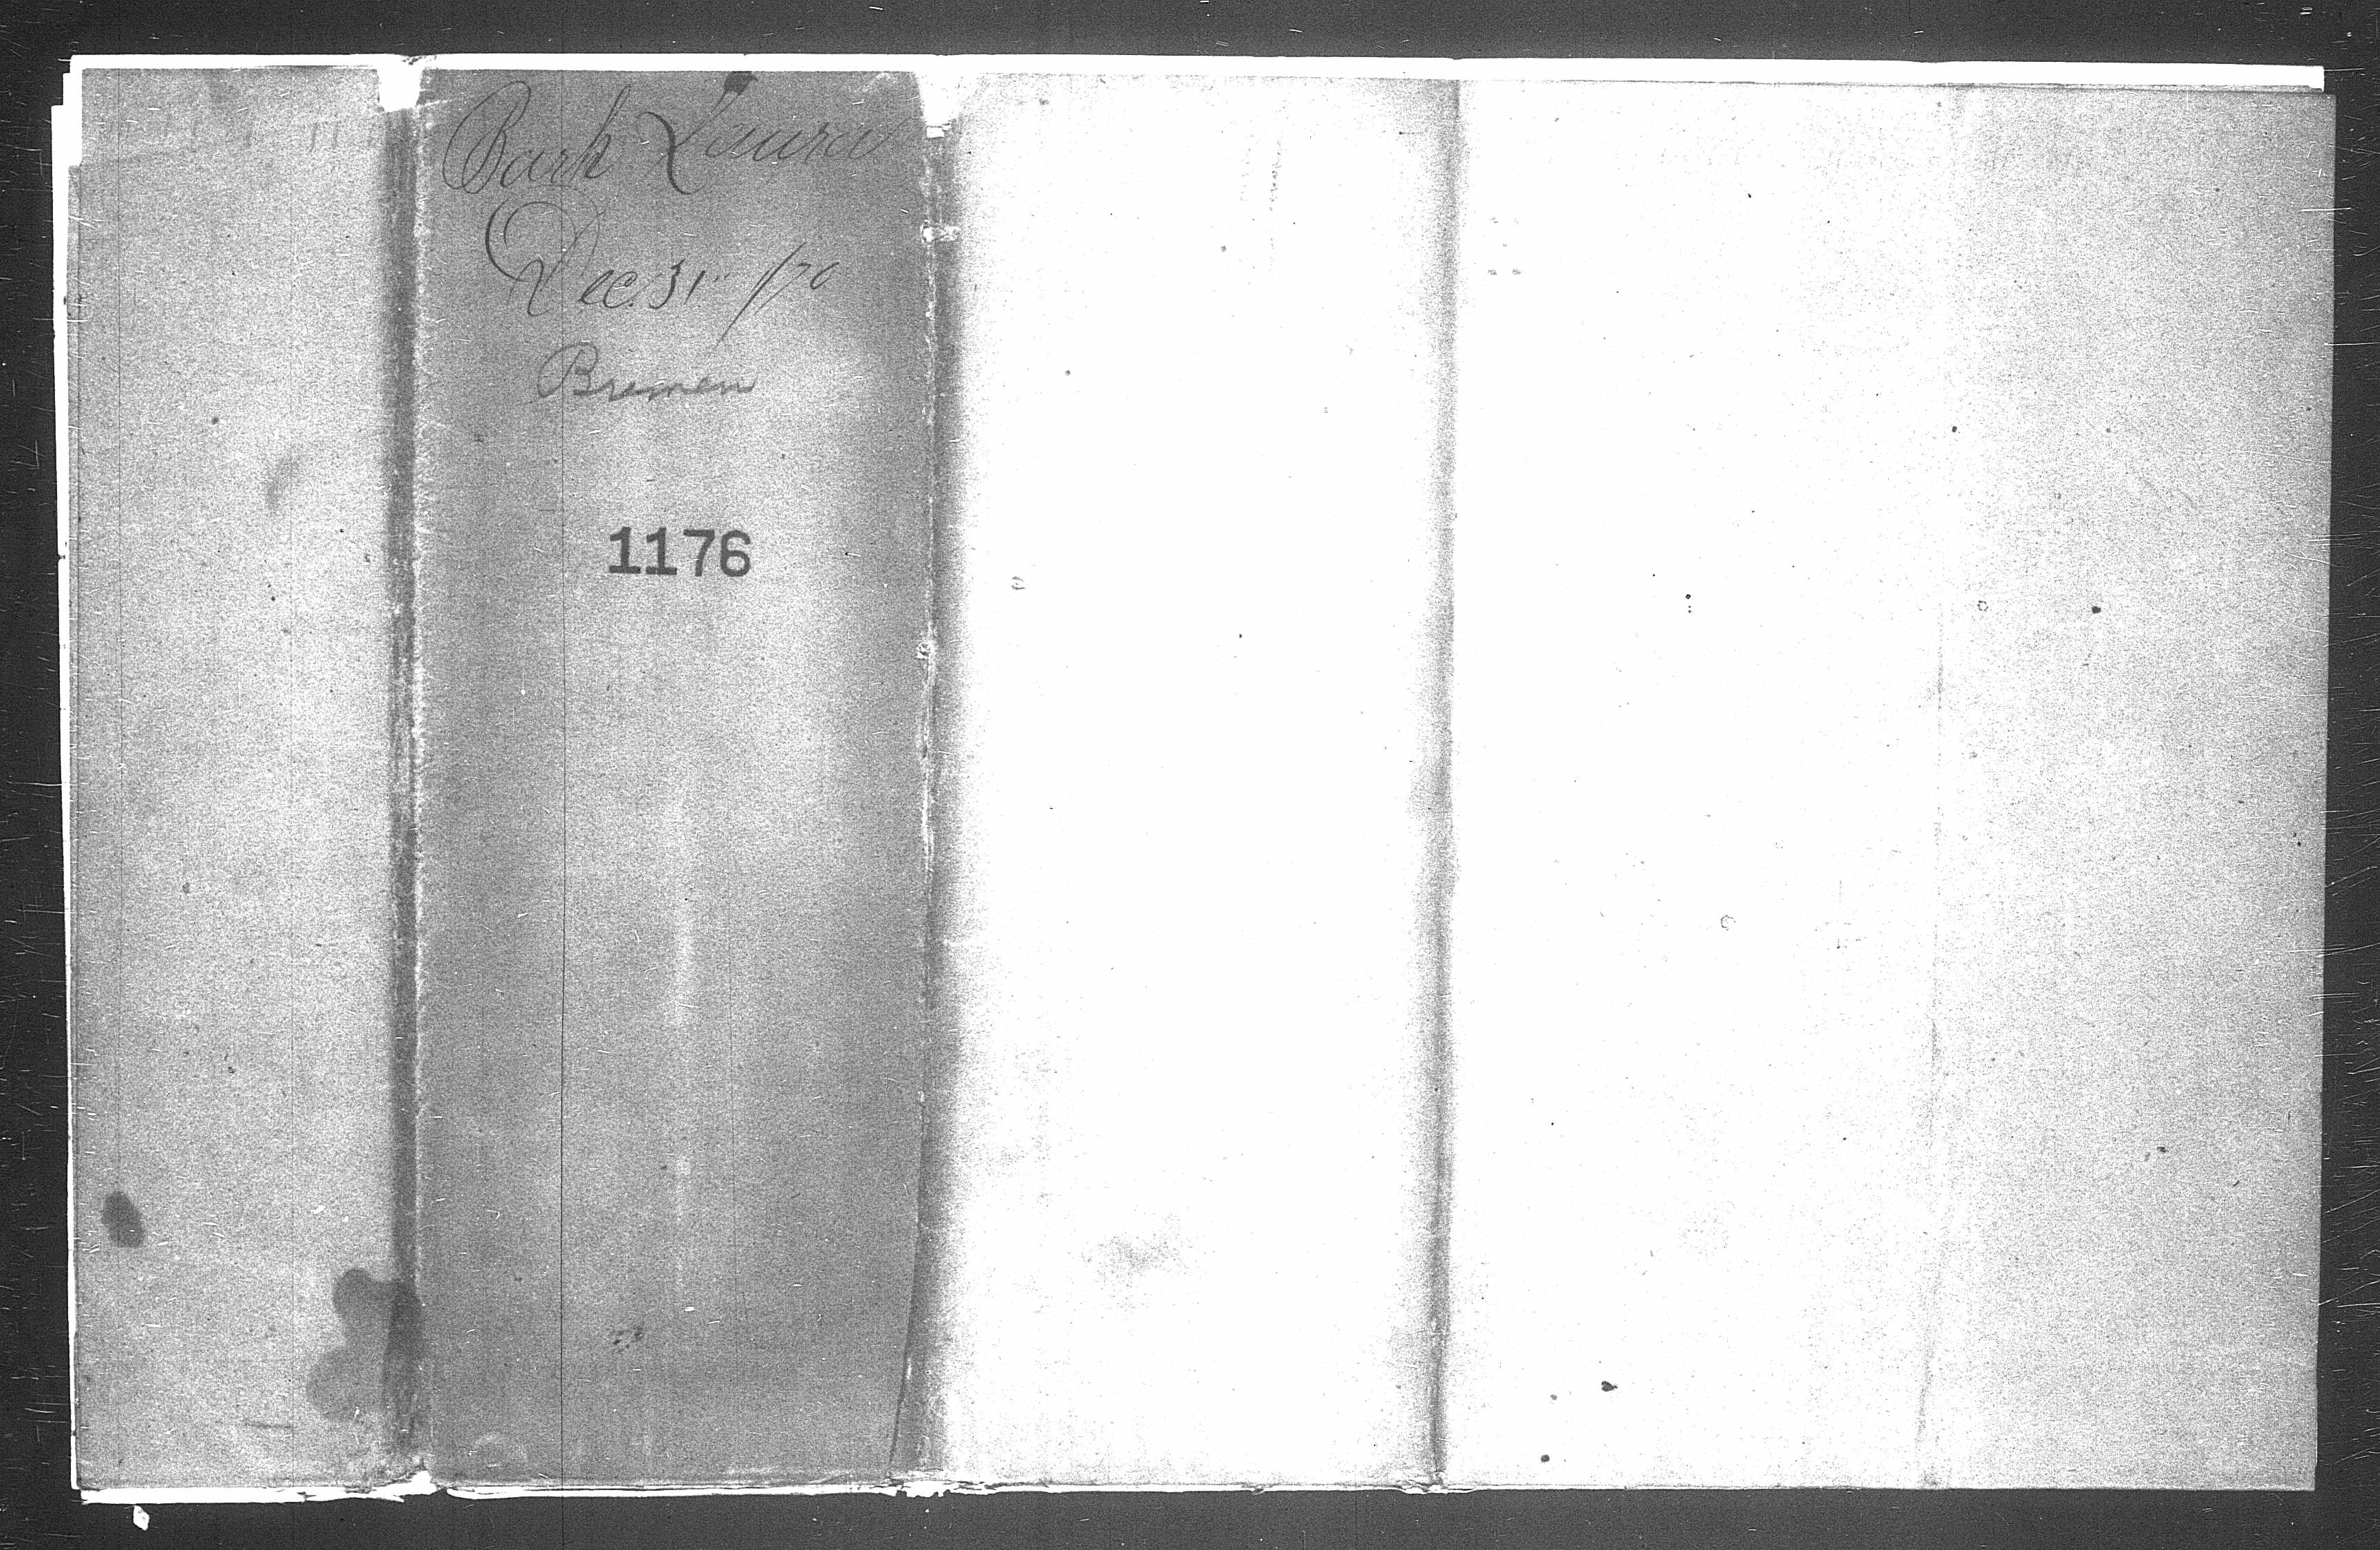 Bark Laura
Dec. 31" /70
Bremen
1176